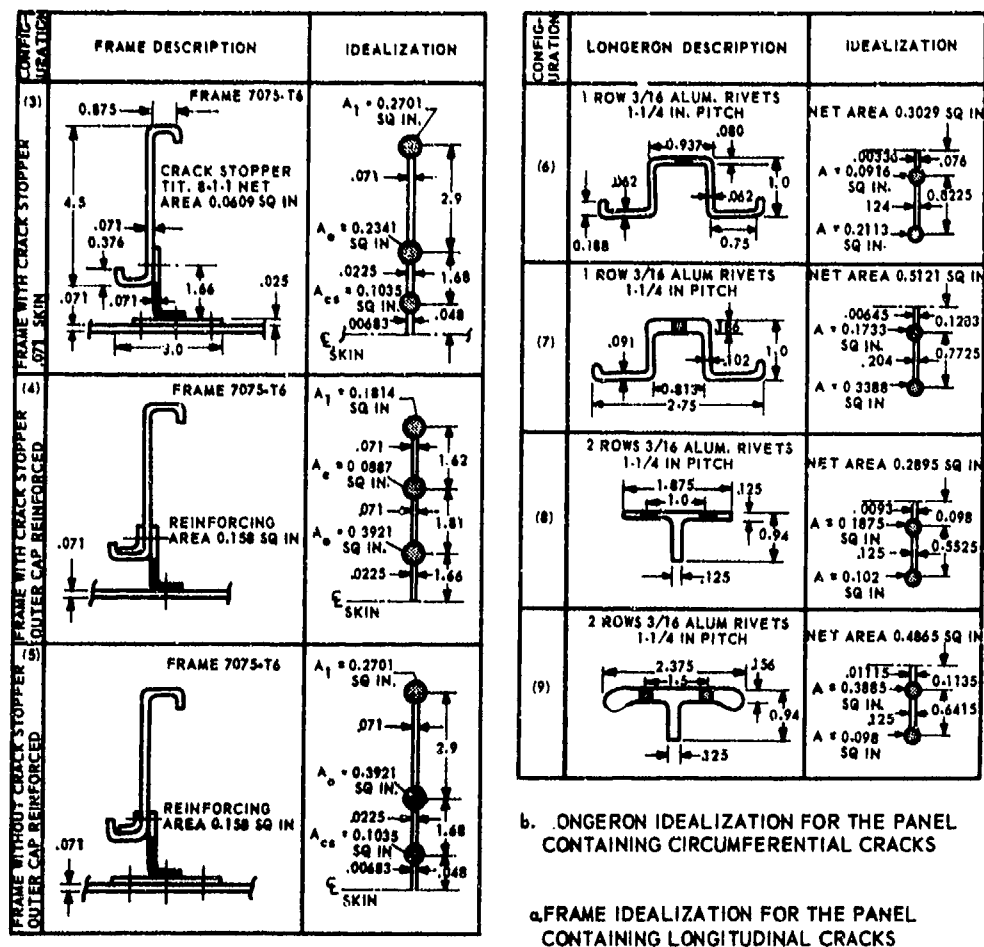 CONFIG-
URATION
FRAME DESCRIPTION
IDEALIZATION
(3)
FRAME WITH CRACK STOPPER
.071 SKIN
FRAME 7075-T6
0.875
4.5
CRACK STOPPER
TIT. 8-1-1 NET
AREA 0.0609 SQ IN
.071
0.376
.071
.071
1.66
.025
3.0
A1 = 0.2701
SQ IN.
.071
2.9
Ao = 0.2341
SQ IN
.0225
1.68
Acs = 0.1035
SQ IN
.00683
.048
℄ SKIN
(4)
FRAME WITH CRACK STOPPER
OUTER CAP REINFORCED
FRAME 7075-T6
REINFORCING
AREA 0.158 SQ IN
.071
A1 = 0.1814
SQ IN
.071
1.62
Ac = 0.0887
SQ IN.
.071
1.81
Ao = 0.3921
SQ IN.
.0225
1.66
℄ SKIN
(5)
FRAME WITHOUT CRACK STOPPER
OUTER CAP REINFORCED
FRAME 7075-T6
REINFORCING
AREA 0.158 SQ IN
.071
A1 = 0.2701
SQ IN.
.071
2.9
Ao = 0.3921
SQ IN.
.0225
1.68
Acs = 0.1035
SQ IN
.00683
.048
℄ SKIN
CONFIG-
URATION
LONGERON DESCRIPTION
IDEALIZATION
(6)
1 ROW 3/16 ALUM. RIVETS
1-1/4 IN. PITCH
0.937
.080
.062
.062
1.0
0.188
0.75
NET AREA 0.3029 SQ IN
.00336
.076
A = 0.0916
SQ IN.
0.8225
.124
A = 0.2113
SQ IN.
(7)
1 ROW 3/16 ALUM RIVETS
1-1/4 IN PITCH
.091
.102
1.0
0.813
2.75
NET AREA 0.5121 SQ IN
.00645
0.1283
A = 0.1733
SQ IN.
.204
0.7725
A = 0.3388
SQ IN
(8)
2 ROWS 3/16 ALUM. RIVETS
1-1/4 IN PITCH
1.875
.125
1.0
0.94
.125
NET AREA 0.2895 SQ IN
.0093
0.098
A = 0.1875
SQ IN.
.125
0.5525
A = 0.102
SQ IN
(9)
2 ROWS 3/16 ALUM RIVETS
1-1/4 IN PITCH
2.375
.156
1.5
0.94
.125
NET AREA 0.4865 SQ IN
.01115
0.1135
A = 0.3885
SQ IN.
.125
0.6415
A = 0.098
SQ IN
b. .ONGERON IDEALIZATION FOR THE PANEL
CONTAINING CIRCUMFERENTIAL CRACKS
a. FRAME IDEALIZATION FOR THE PANEL
CONTAINING LONGITUDINAL CRACKS